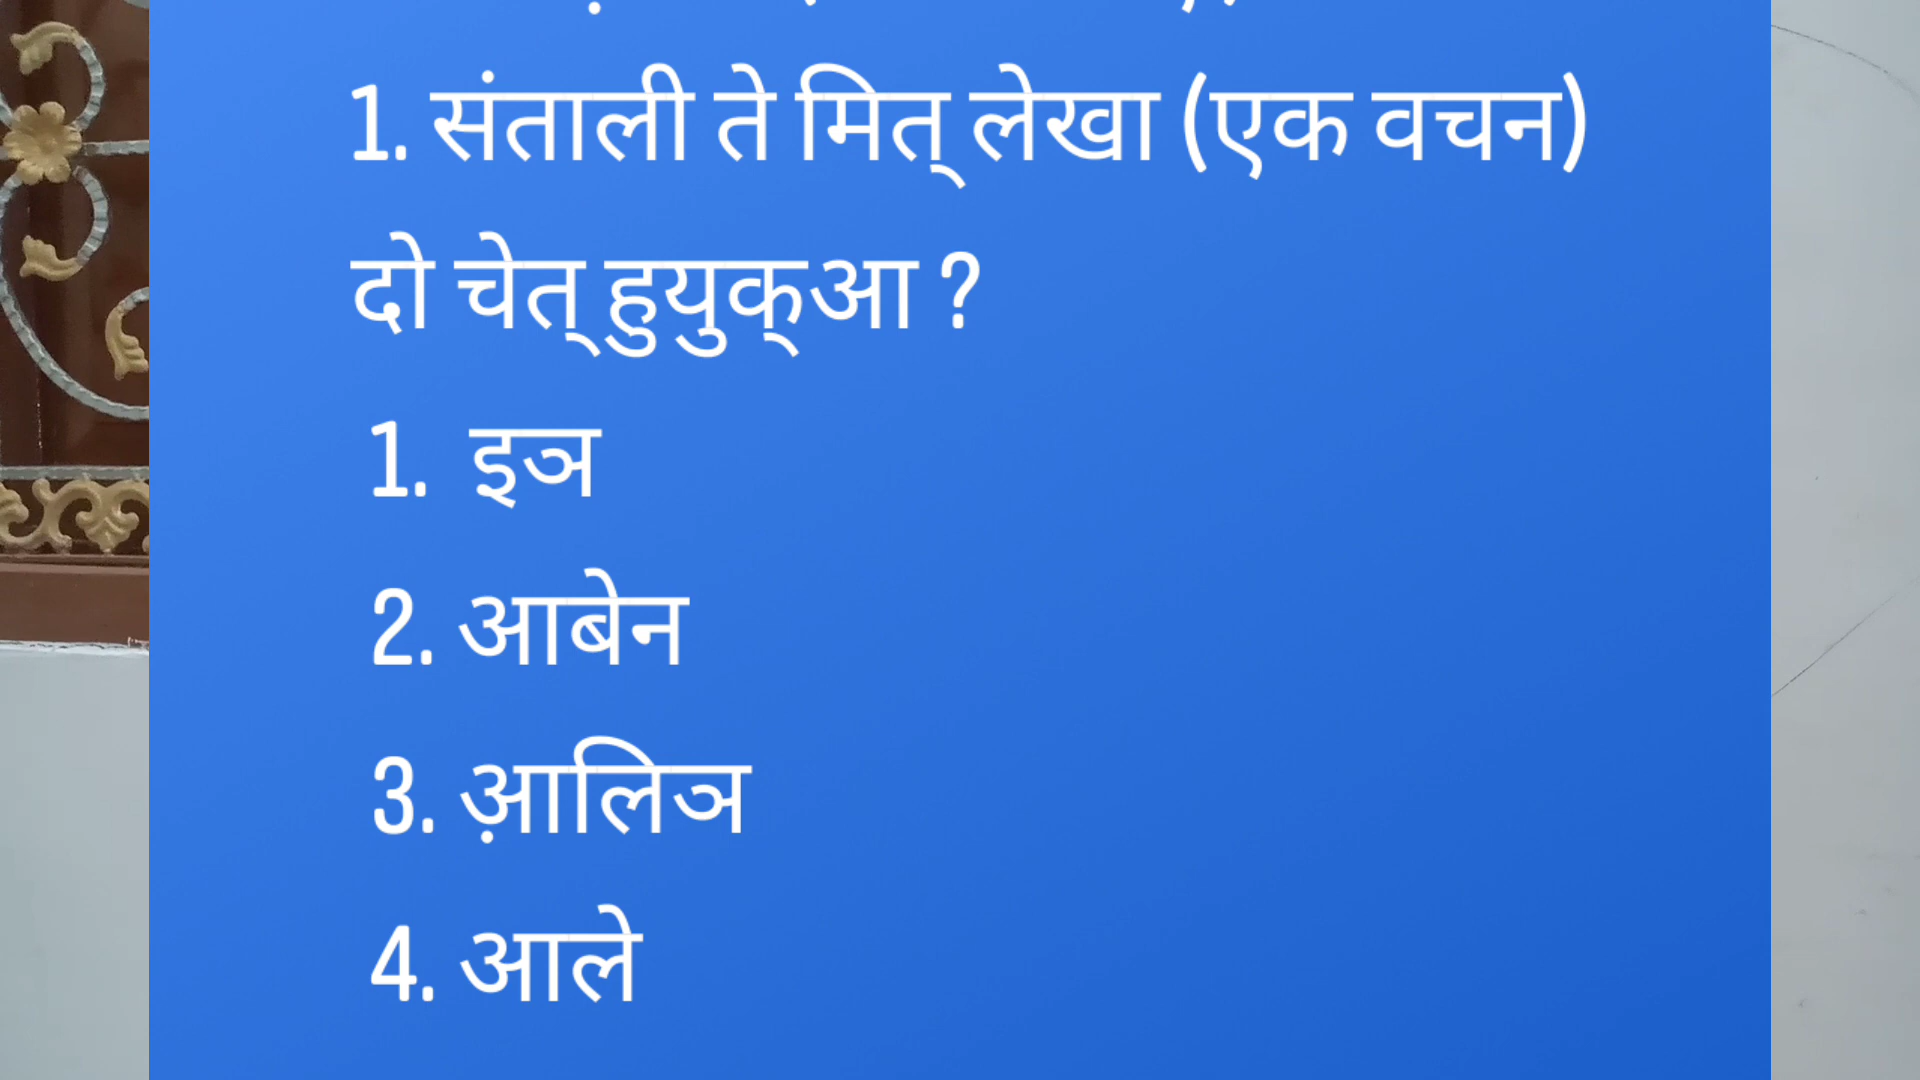 1. संताली ते मित् लेखा (एक वचन)
दो चेत् हुयुक्आ ?
1. इञ
2. आबेन
3. आ़लिञ
4. आले